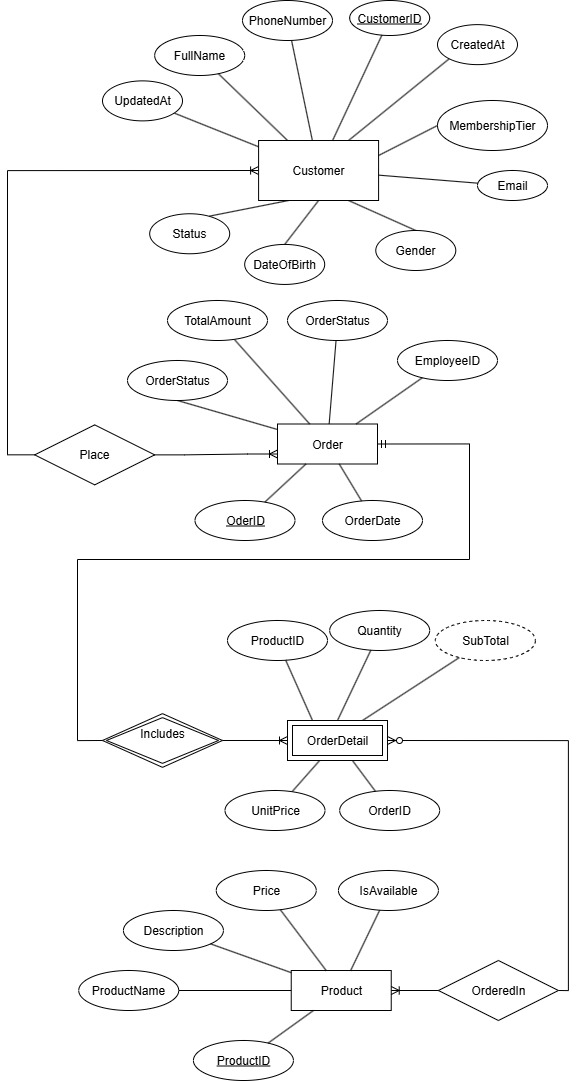 PhoneNumber
CustomerID
CreatedAt
FullName
UpdatedAt
MembershipTier
Customer
Email
Status
Gender
DateOfBirth
TotalAmount
OrderStatus
EmployeeID
OrderStatus
Order
Place
OderID
OrderDate
ProductID
Quantity
SubTotal
Includes
OrderDetail
UnitPrice
OrderID
Price
IsAvailable
Description
ProductName
Product
OrderedIn
ProductID